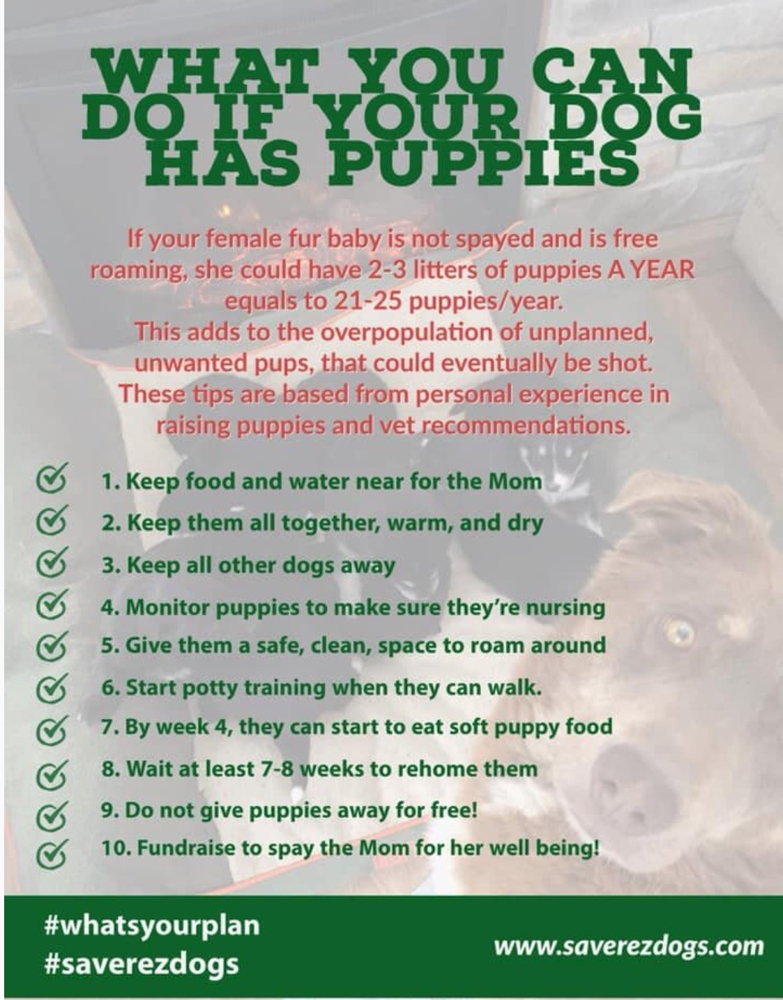 WHAT YOU CAN
DO IF YOUR DOG
HAS PUPPIES
If your female fur baby is not spayed and is free
roaming, she could have 2-3 litters of puppies A YEAR
equals to 21-25 puppies/year.
This adds to the overpopulation of unplanned,
unwanted pups, that could eventually be shot.
These tips are based from personal experience in
raising puppies and vet recommendations.
1. Keep food and water near for the Mom
2. Keep them all together, warm, and dry
3. Keep all other dogs away
4. Monitor puppies to make sure they're nursing
5. Give them a safe, clean, space to roam around
6. Start potty training when they can walk.
7. By week 4, they can start to eat soft puppy food
8. Wait at least 7-8 weeks to rehome them
9. Do not give puppies away for free!
10. Fundraise to spay the Mom for her well being!
#whatsyourplan
#saverezdogs
www.saverezdogs.com